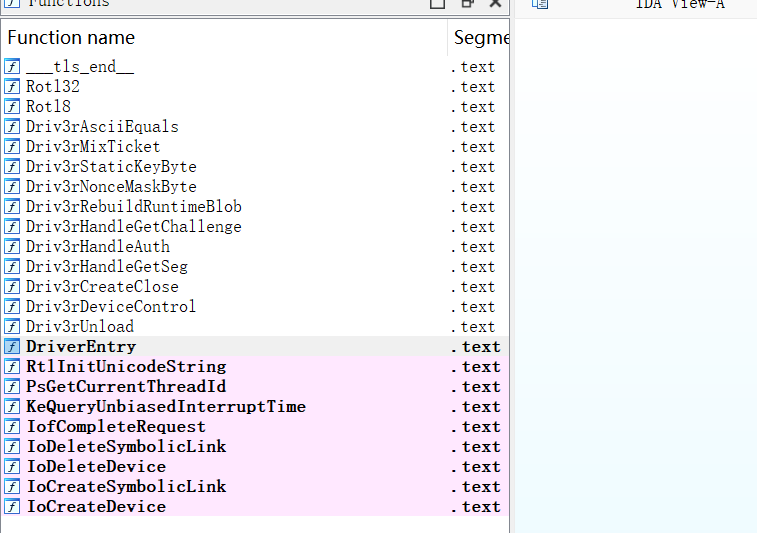 Functions
IDA View-A
Function name Segme
___tls_end__ .text
Rotl32 .text
Rotl8 .text
Driv3rAsciiEquals .text
Driv3rMixTicket .text
Driv3rStaticKeyByte .text
Driv3rNonceMaskByte .text
Driv3rRebuildRuntimeBlob .text
Driv3rHandleGetChallenge .text
Driv3rHandleAuth .text
Driv3rHandleGetSeg .text
Driv3rCreateClose .text
Driv3rDeviceControl .text
Driv3rUnload .text
DriverEntry .text
RtlInitUnicodeString .text
PsGetCurrentThreadId .text
KeQueryUnbiasedInterruptTime .text
IofCompleteRequest .text
IoDeleteSymbolicLink .text
IoDeleteDevice .text
IoCreateSymbolicLink .text
IoCreateDevice .text